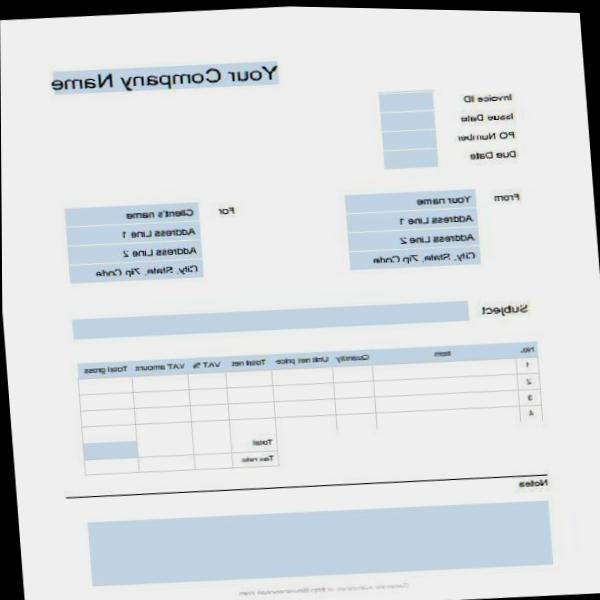 Your Company Name
Invoice ID
Issue Date
PO Number
Due Date
From
Your name
Address Line 1
Address Line 2
City, State, Zip Code
For
Client's name
Address Line 1
Address Line 2
City, State, Zip Code
Subject
No. Item Quantity Unit net price Total net VAT % VAT amount Total gross
1
2
3
4
Total
Tax rate
Notes